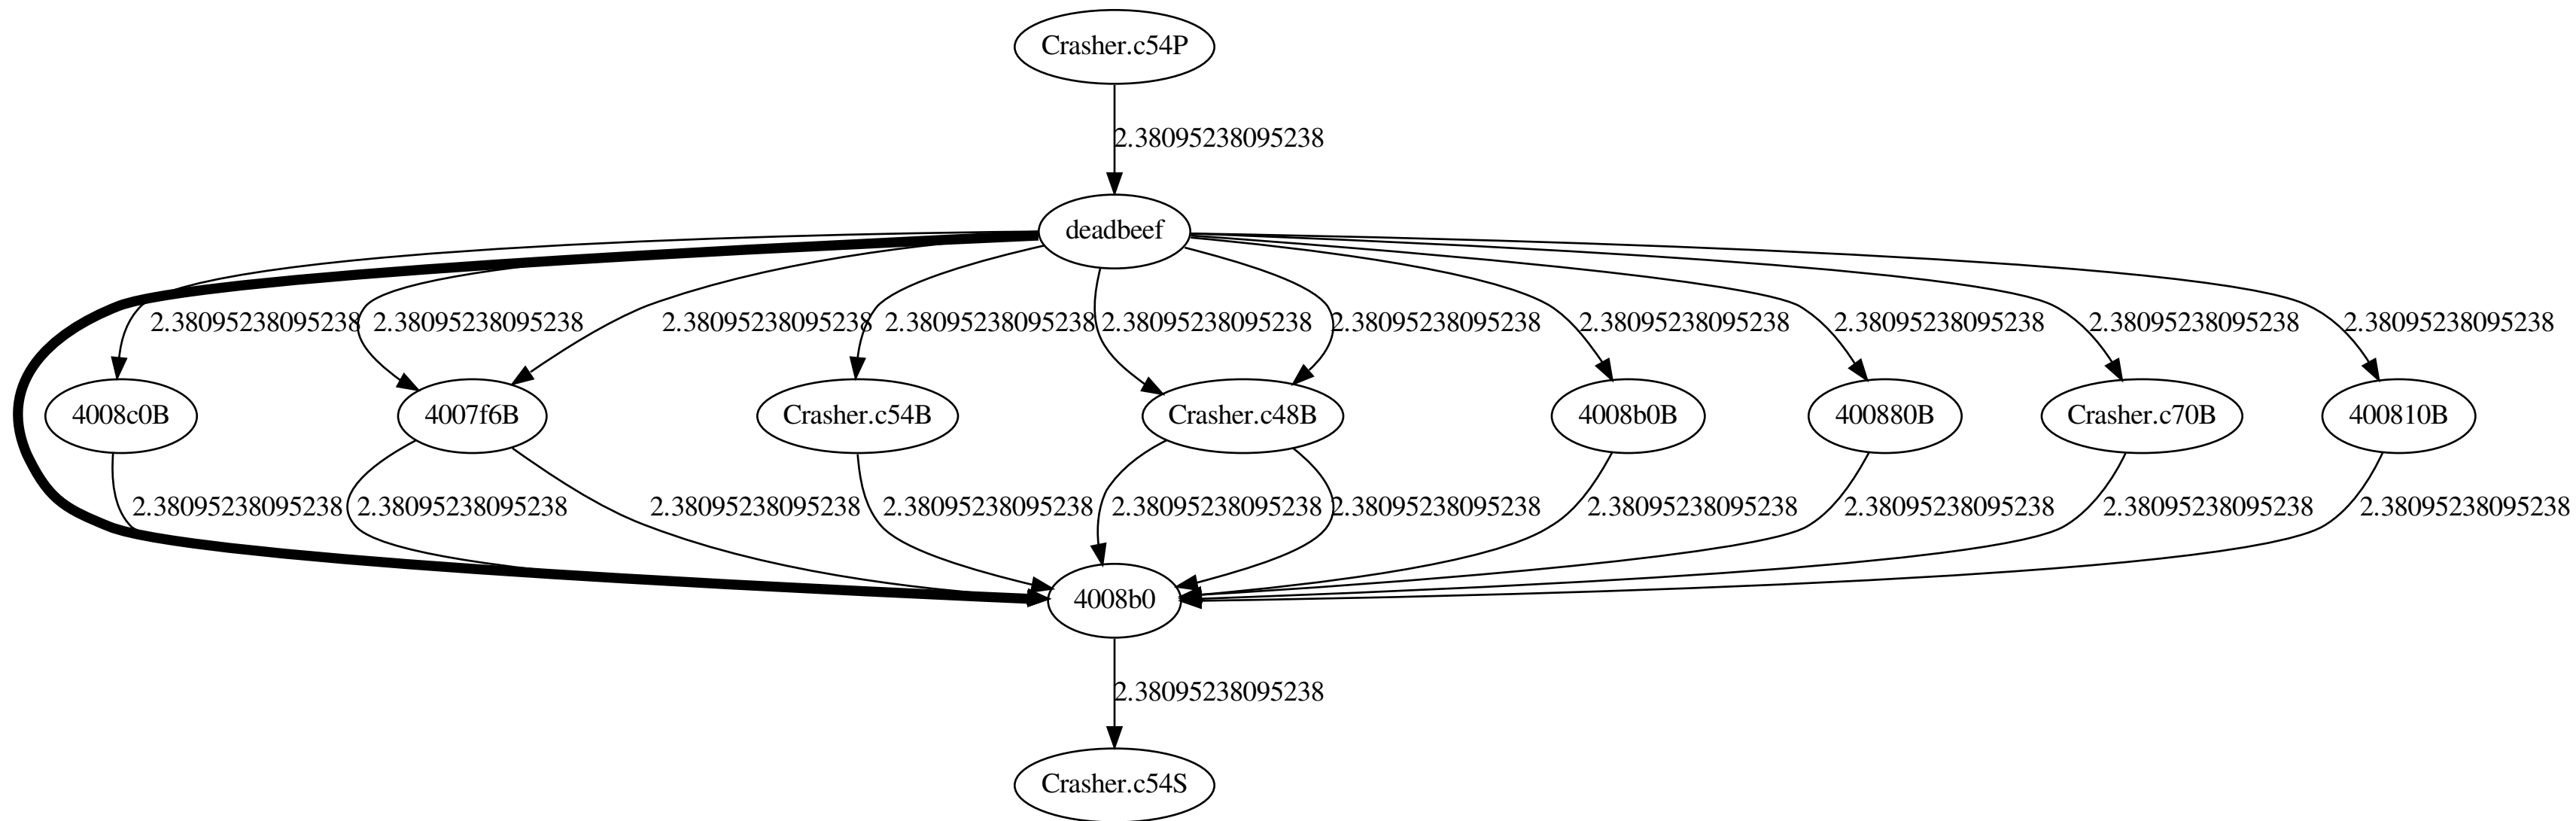 Crasher.c54P
2.38095238095238
deadbeef
2.38095238095238 2.38095238095238 2.38095238095238 2.38095238095238 2.38095238095238 2.38095238095238 2.38095238095238 2.38095238095238 2.38095238095238 2.38095238095238
4008c0B 4007f6B Crasher.c54B Crasher.c48B 4008b0B 400880B Crasher.c70B 400810B
2.38095238095238 2.38095238095238 2.38095238095238 2.38095238095238 2.38095238095238 2.38095238095238 2.38095238095238 2.38095238095238 2.38095238095238 2.38095238095238
4008b0
2.38095238095238
Crasher.c54S